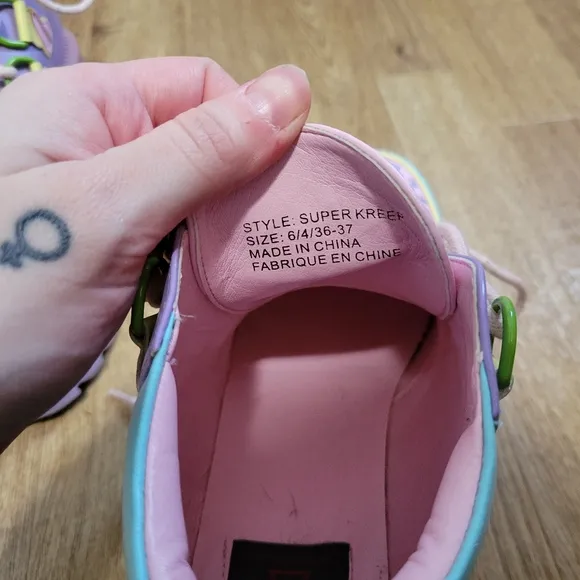 STYLE: SUPER KREEP
SIZE: 6/4/36-37
MADE IN CHINA
FABRIQUE EN CHINE